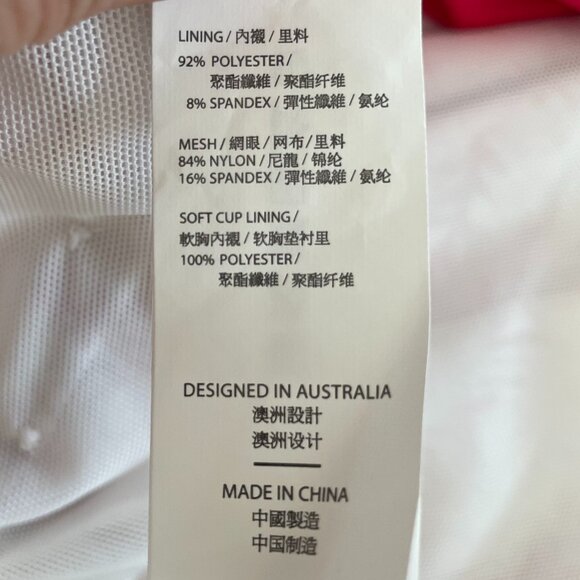 LINING / 內襯 / 里料
92% POLYESTER /
聚酯纖維 / 聚酯纤维
8% SPANDEX / 彈性纖維 / 氨纶
MESH / 網眼 / 网布 / 里料
84% NYLON / 尼龍 / 锦纶
16% SPANDEX / 彈性纖維 / 氨纶
SOFT CUP LINING /
軟胸內襯 / 软胸垫衬里
100% POLYESTER /
聚酯纖維 / 聚酯纤维
DESIGNED IN AUSTRALIA
澳洲設計
澳洲设计
MADE IN CHINA
中國製造
中国制造